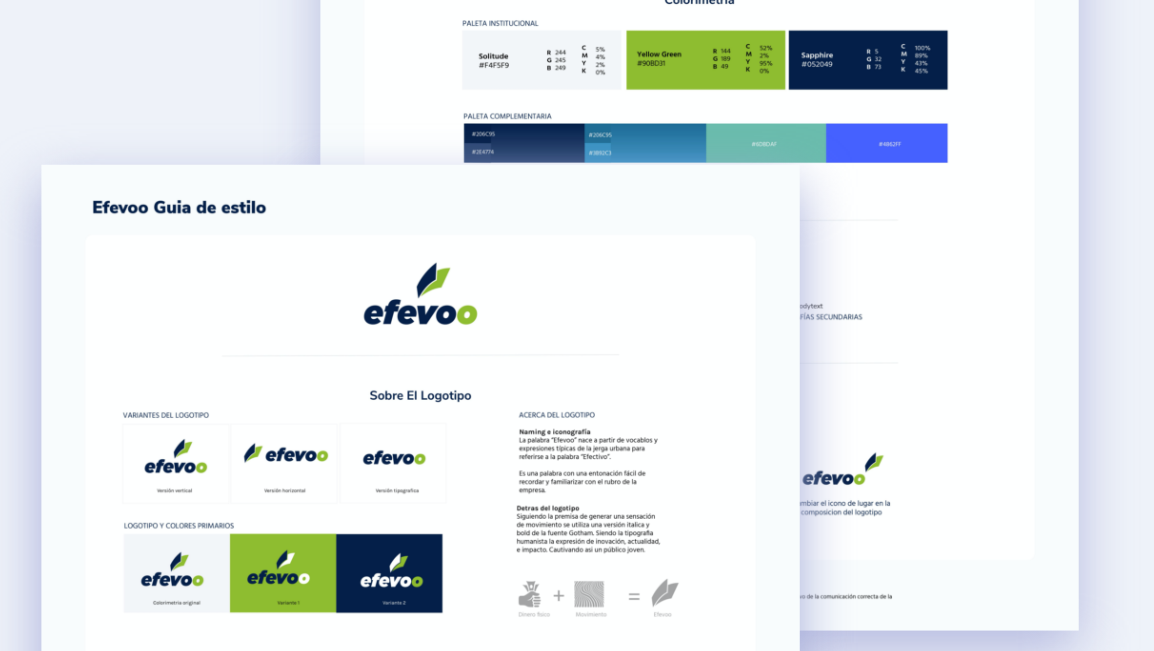 Colorimetría
PALETA INSTITUCIONAL
Solitude
#F4F5F9
R 244
G 245
B 249
C 5%
M 4%
Y 2%
K 0%
Yellow Green
#90BD31
R 144
G 189
B 49
C 52%
M 2%
Y 95%
K 0%
Sapphire
#052049
R 5
G 32
B 73
C 100%
M 89%
Y 43%
K 45%
PALETA COMPLEMENTARIA
#206C95
#2E4774
#206C95
#3B92C3
#4862FF
Efevoo Guia de estilo
efevoo
Sobre El Logotipo
VARIANTES DEL LOGOTIPO
efevoo
Versión vertical
efevoo
Versión horizontal
efevoo
Versión tipografica
LOGOTIPO Y COLORES PRIMARIOS
efevoo
Colorimetria original
efevoo
Variante 1
efevoo
Variante 2
ACERCA DEL LOGOTIPO
Naming e iconografía
La palabra "Efevoo" nace a partir de vocablos y
expresiones típicas de la jerga urbana para
referirse a la palabra "Efectivo".
Es una palabra con una entonación fácil de
recordar y familiarizar con el rubro de la
empresa.
Detras del logotipo
Siguiendo la premisa de generar una sensación
de movimiento se utiliza una versión italica y
bold de la fuente Gotham. Siendo la tipografía
humanista la expresión de inovación, actualidad,
e impacto. Cautivando asi un público joven.
+
=
Dinero físico
Movimiento
Efevoo
odytext
FÍAS SECUNDARIAS
efevoo
mbiar el icono de lugar en la
composicion del logotipo
de la comunicación correcta de la